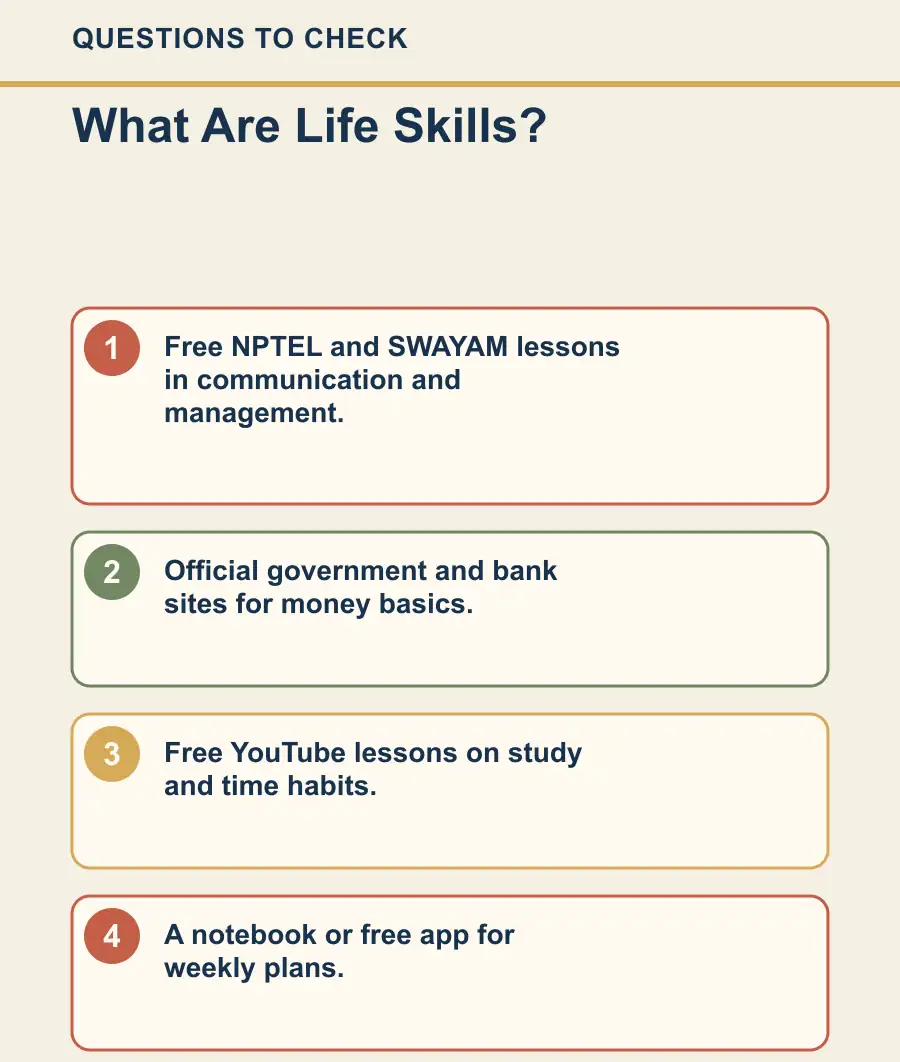 QUESTIONS TO CHECK
What Are Life Skills?
1
Free NPTEL and SWAYAM lessons
in communication and
management.
2
Official government and bank
sites for money basics.
3
Free YouTube lessons on study
and time habits.
4
A notebook or free app for
weekly plans.